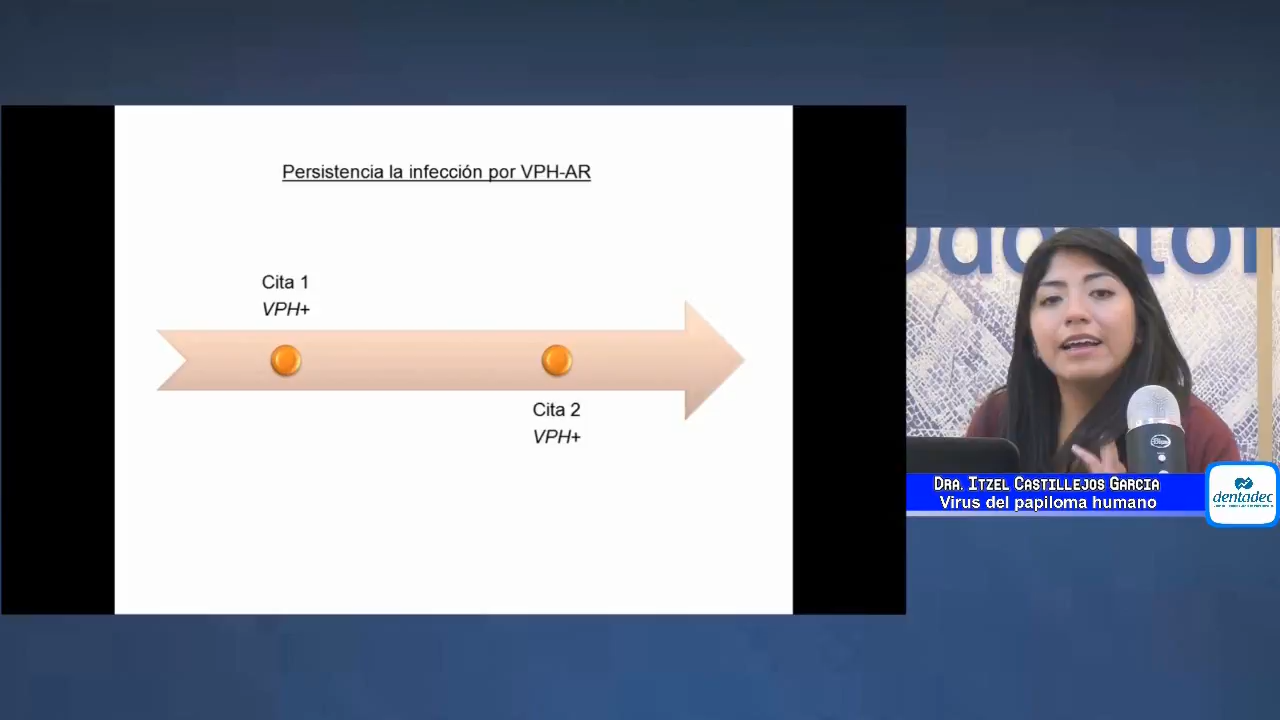 Persistencia la infección por VPH-AR
Cita 1
VPH+
Cita 2
VPH+
DRA. ITZEL CASTILLEJOS GARCIA
Virus del papiloma humano
dentadec